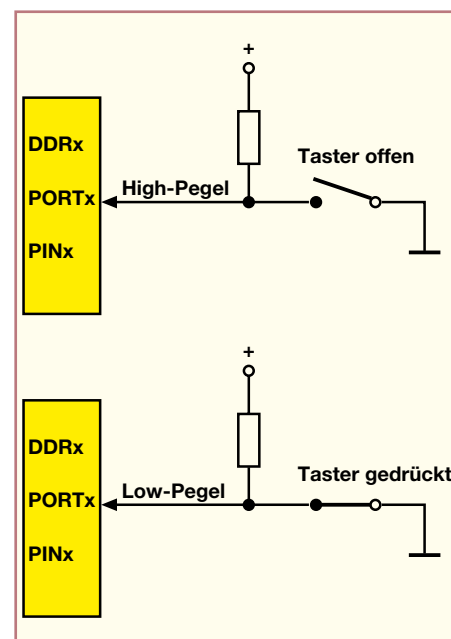 +
DDRx
Taster offen
High-Pegel
PORTx
PINx
+
DDRx
Taster gedrückt
Low-Pegel
PORTx
PINx